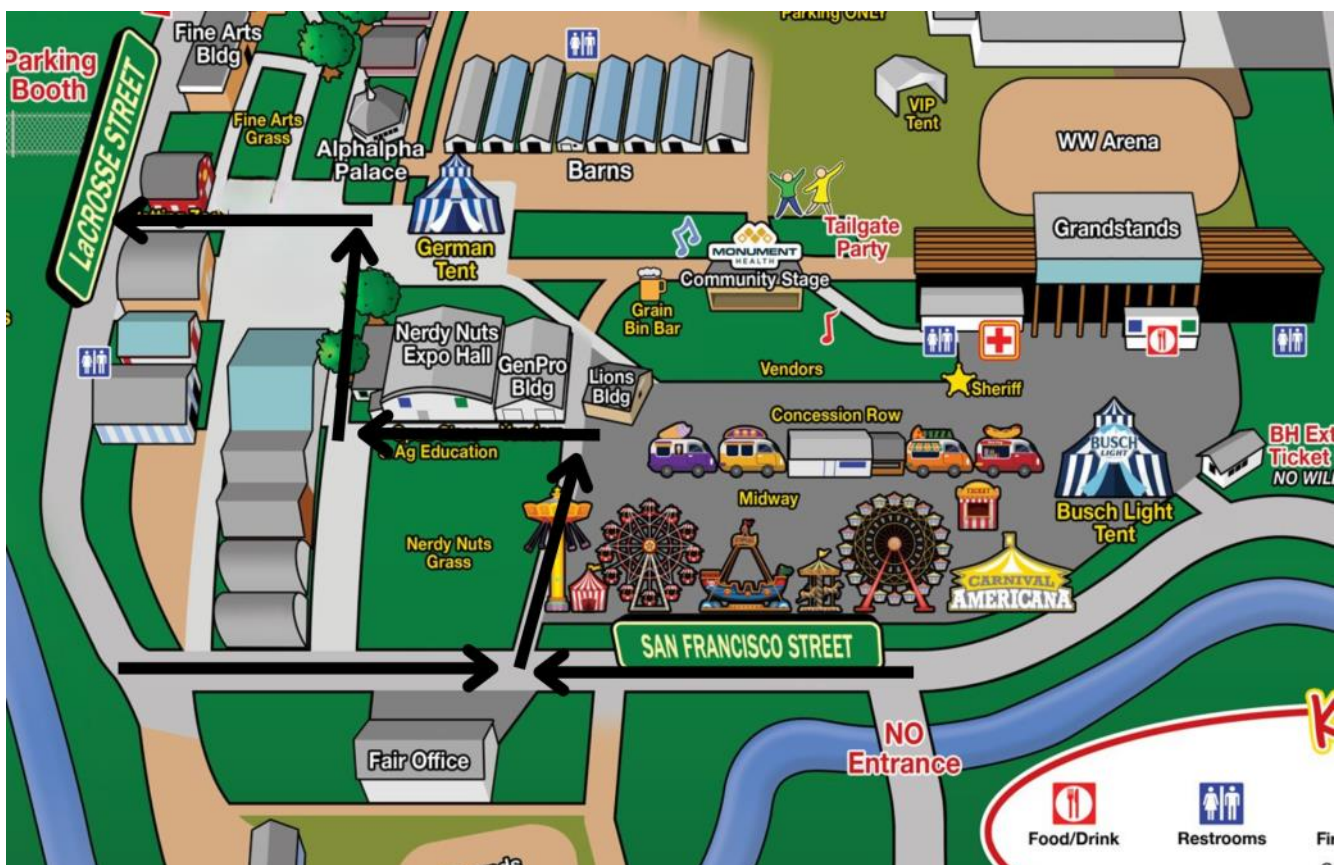 Parking ONLY
Fine Arts
Bldg
Parking
Booth
LaCROSSE STREET
Fine Arts
Grass
Alphalpha
Palace
Barns
VIP
Tent
WW Arena
German
Tent
Tailgate
Party
Grandstands
MONUMENT
HEALTH
Community Stage
Grain
Bin Bar
Nerdy Nuts
Expo Hall
GenPro
Bldg
Lions
Bldg
Vendors
Sheriff
Concession Row
Ag Education
BUSCH
LIGHT
Busch Light
Tent
BH Ext
Ticket
NO WILL
Midway
TICKET
Nerdy Nuts
Grass
CARNIVAL
AMERICANA
SAN FRANCISCO STREET
Fair Office
NO
Entrance
K
Food/Drink
Restrooms
Fir